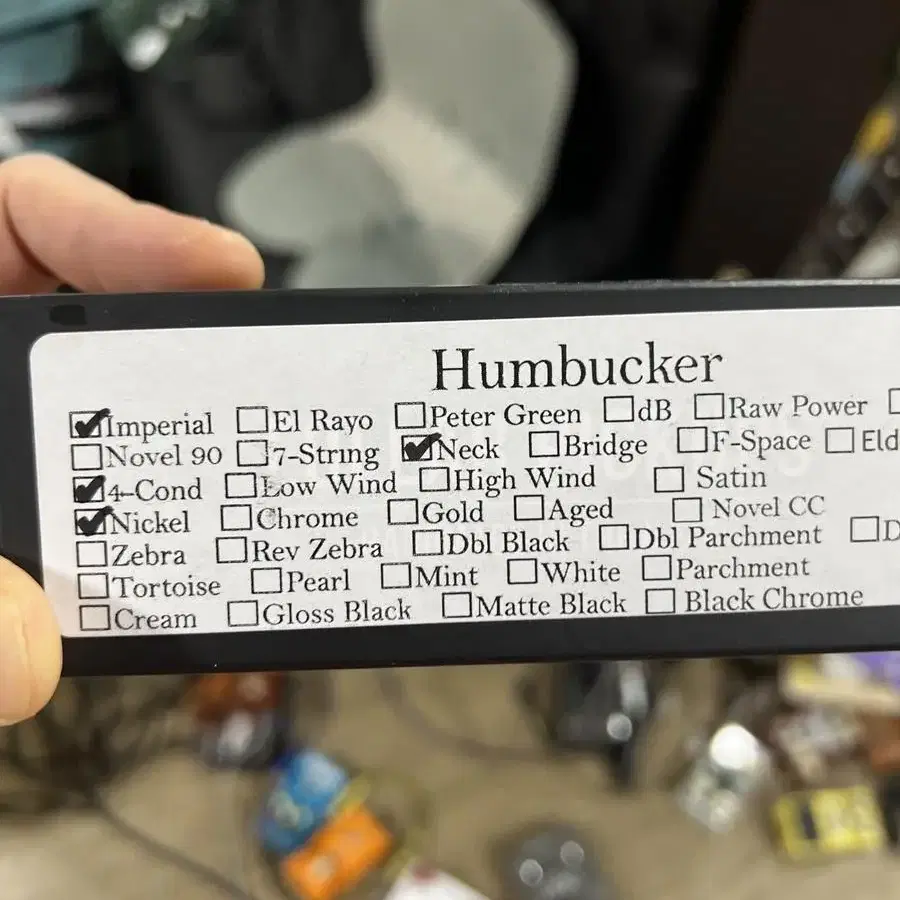 Humbucker
☑Imperial ☐El Rayo ☐Peter Green ☐dB ☐Raw Power ☐
☐Novel 90 ☐7-String ☑Neck ☐Bridge ☐F-Space ☐Eld
☑4-Cond ☐Low Wind ☐High Wind ☐ Satin
☑Nickel ☐Chrome ☐Gold ☐Aged ☐ Novel CC
☐Zebra ☐Rev Zebra ☐Dbl Black ☐Dbl Parchment ☐D
☐Tortoise ☐Pearl ☐Mint ☐White ☐Parchment
☐Cream ☐Gloss Black ☐Matte Black ☐ Black Chrome